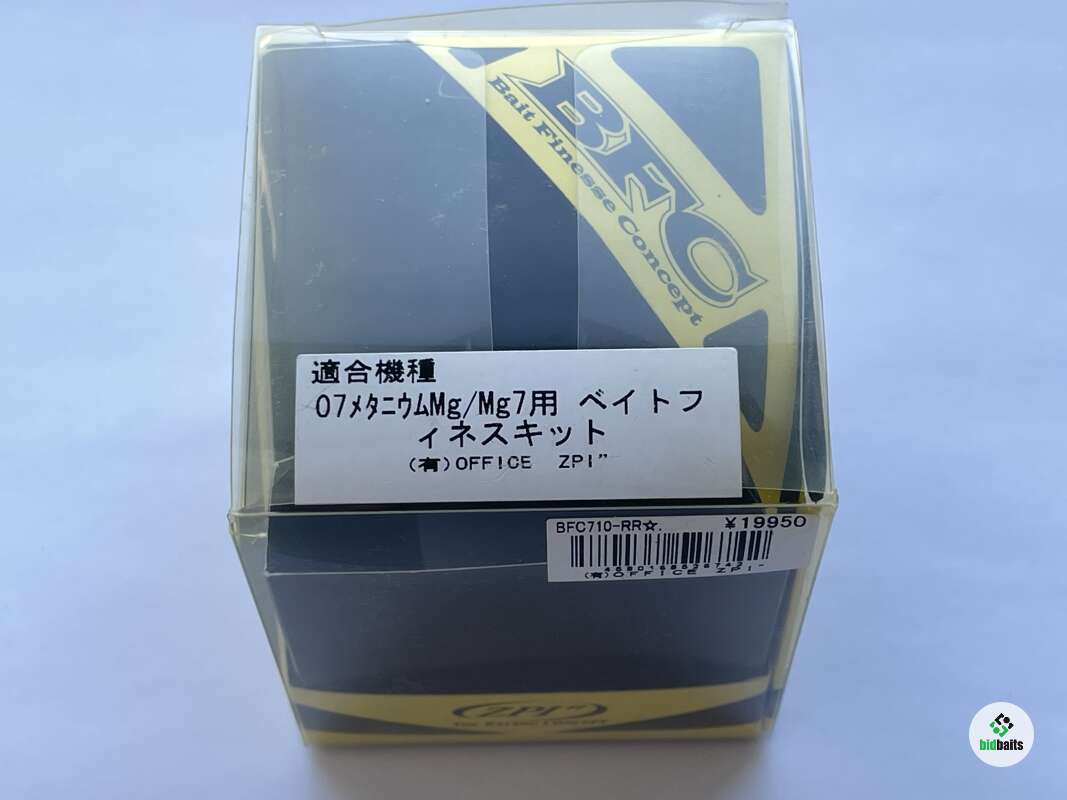 BFC
Bait Finesse Concept
適合機種
07ﾒﾀﾆｳﾑMg/Mg7用 ベイトフ
ィネスキット
(有)OFFICE ZPI”
BFC710-RR☆. ¥19950
(有)OFFICE ZPI-
ZPI
bidbaits